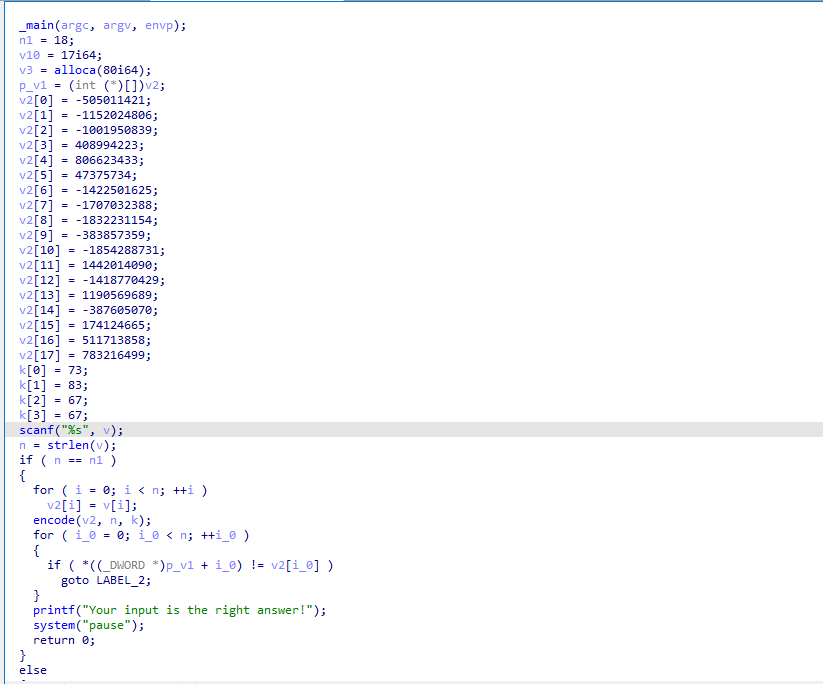 _main(argc, argv, envp);
n1 = 18;
v10 = 17i64;
v3 = alloca(80i64);
p_v1 = (int (*)[])v2;
v2[0] = -505011421;
v2[1] = -1152024806;
v2[2] = -1001950839;
v2[3] = 408994223;
v2[4] = 806623433;
v2[5] = 47375734;
v2[6] = -1422501625;
v2[7] = -1707032388;
v2[8] = -1832231154;
v2[9] = -383857359;
v2[10] = -1854288731;
v2[11] = 1442014090;
v2[12] = -1418770429;
v2[13] = 1190569689;
v2[14] = -387605070;
v2[15] = 174124665;
v2[16] = 511713858;
v2[17] = 783216499;
k[0] = 73;
k[1] = 83;
k[2] = 67;
k[3] = 67;
scanf("%s", v);
n = strlen(v);
if ( n == n1 )
{
for ( i = 0; i < n; ++i )
v2[i] = v[i];
encode(v2, n, k);
for ( i_0 = 0; i_0 < n; ++i_0 )
{
if ( *((_DWORD *)p_v1 + i_0) != v2[i_0] )
goto LABEL_2;
}
printf("Your input is the right answer!");
system("pause");
return 0;
}
else